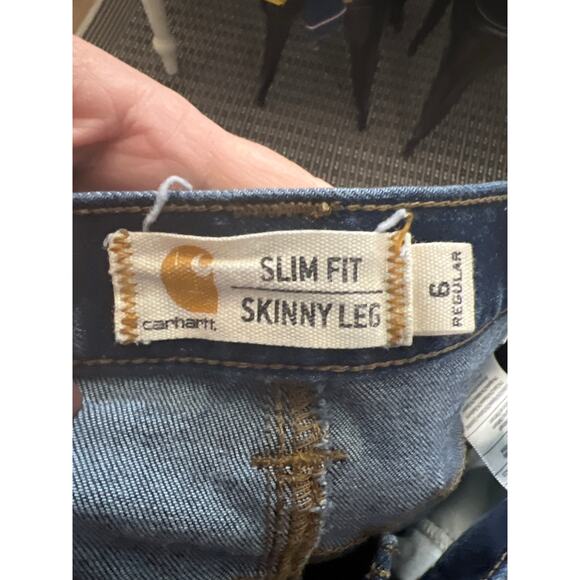 SLIM FIT
SKINNY LEG
carhartt
6
REGULAR